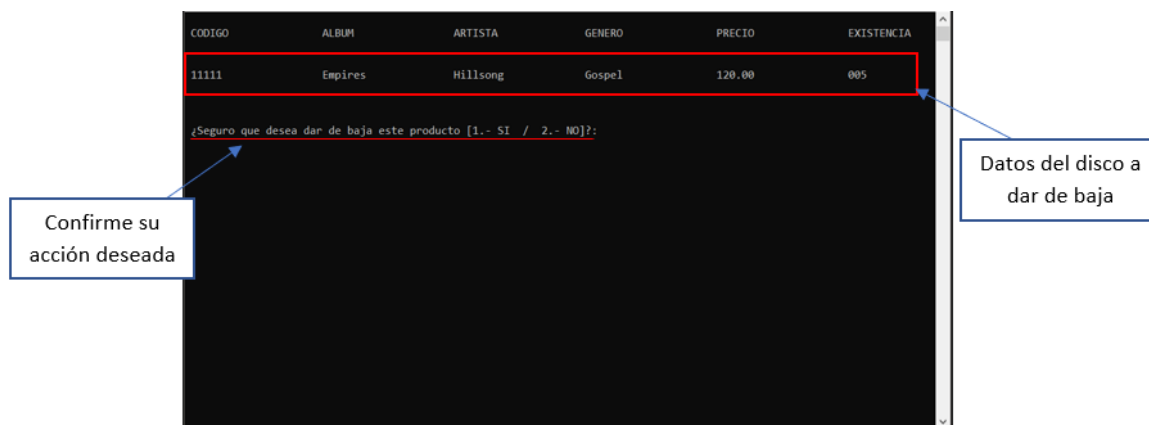 CODIGO ALBUM ARTISTA GENERO PRECIO EXISTENCIA
11111 Empires Hillsong Gospel 120.00 005
¿Seguro que desea dar de baja este producto [1.- SI / 2.- NO]?:
Datos del disco a
dar de baja
Confirme su
acción deseada